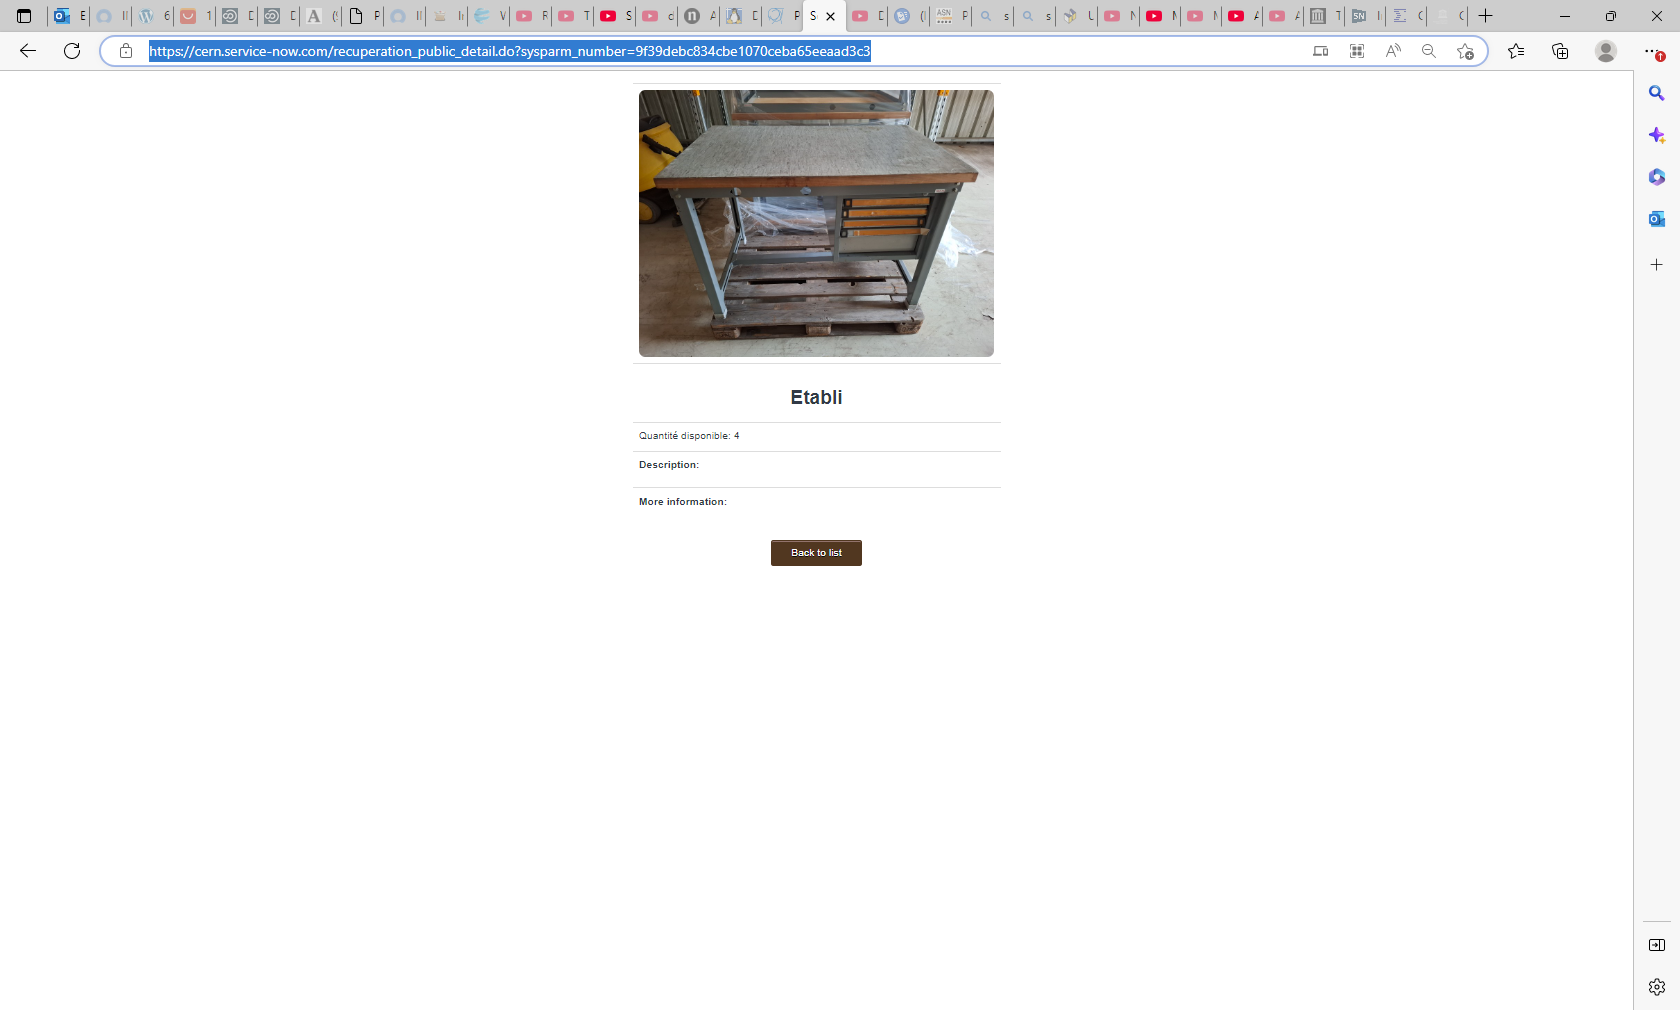 https://cern.service-now.com/recuperation_public_detail.do?sysparm_number=9f39debc834cbe1070ceba65eeaad3c3
Etabli
Quantité disponible: 4
Description:
More information:
Back to list